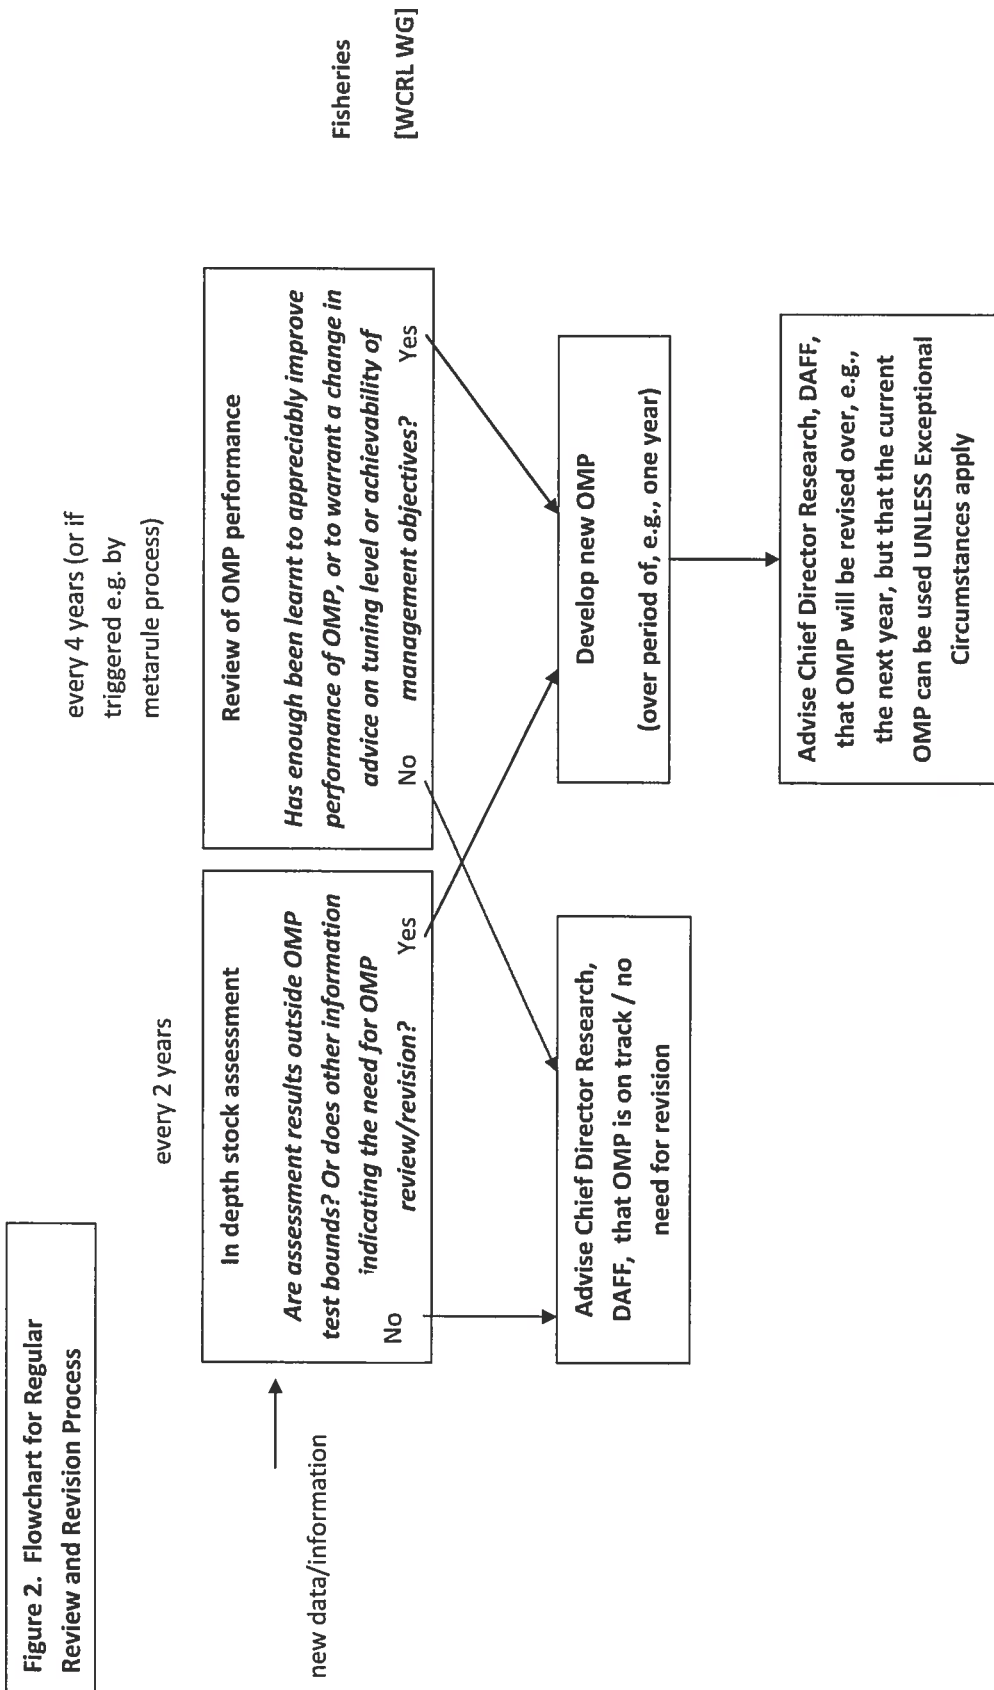 Figure 2. Flowchart for Regular
Review and Revision Process
every 2 years
every 4 years (or if
triggered e.g. by
metarule process)
new data/information
In depth stock assessment
Are assessment results outside OMP
test bounds? Or does other information
indicating the need for OMP
review/revision?
No
Yes
Review of OMP performance
Has enough been learnt to appreciably improve
performance of OMP, or to warrant a change in
advice on tuning level or achievability of
management objectives?
No
Yes
Fisheries
[WCRL WG]
Advise Chief Director Research,
DAFF, that OMP is on track / no
need for revision
Develop new OMP
(over period of, e.g., one year)
Advise Chief Director Research, DAFF,
that OMP will be revised over, e.g.,
the next year, but that the current
OMP can be used UNLESS Exceptional
Circumstances apply